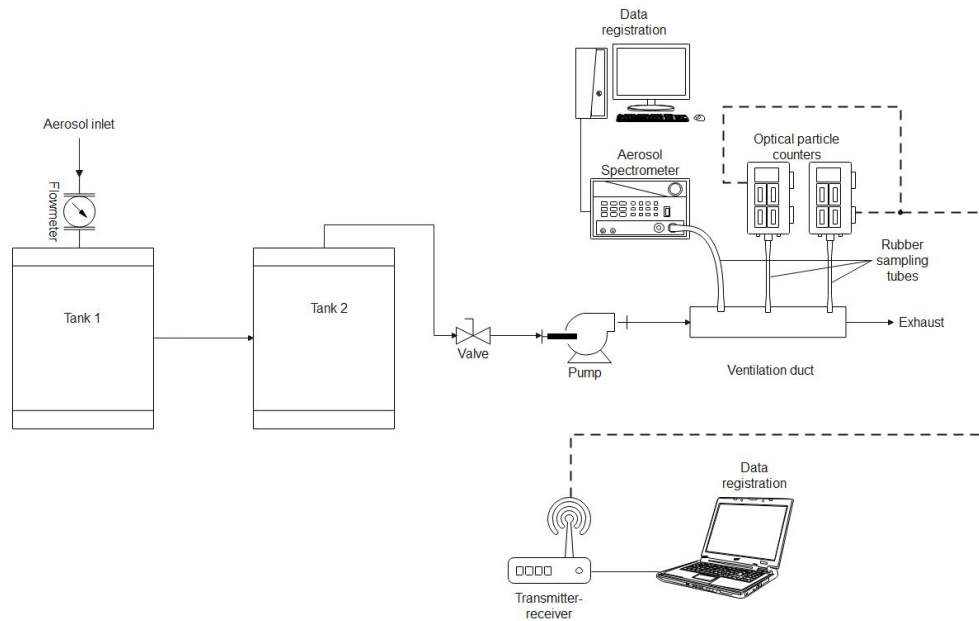 Data
registration
Aerosol inlet
Flowmeter
Aerosol
Spectrometer
Optical particle
counters
Rubber
sampling
tubes
Tank 1
Tank 2
Valve
Pump
Exhaust
Ventilation duct
Data
registration
Transmitter-
receiver